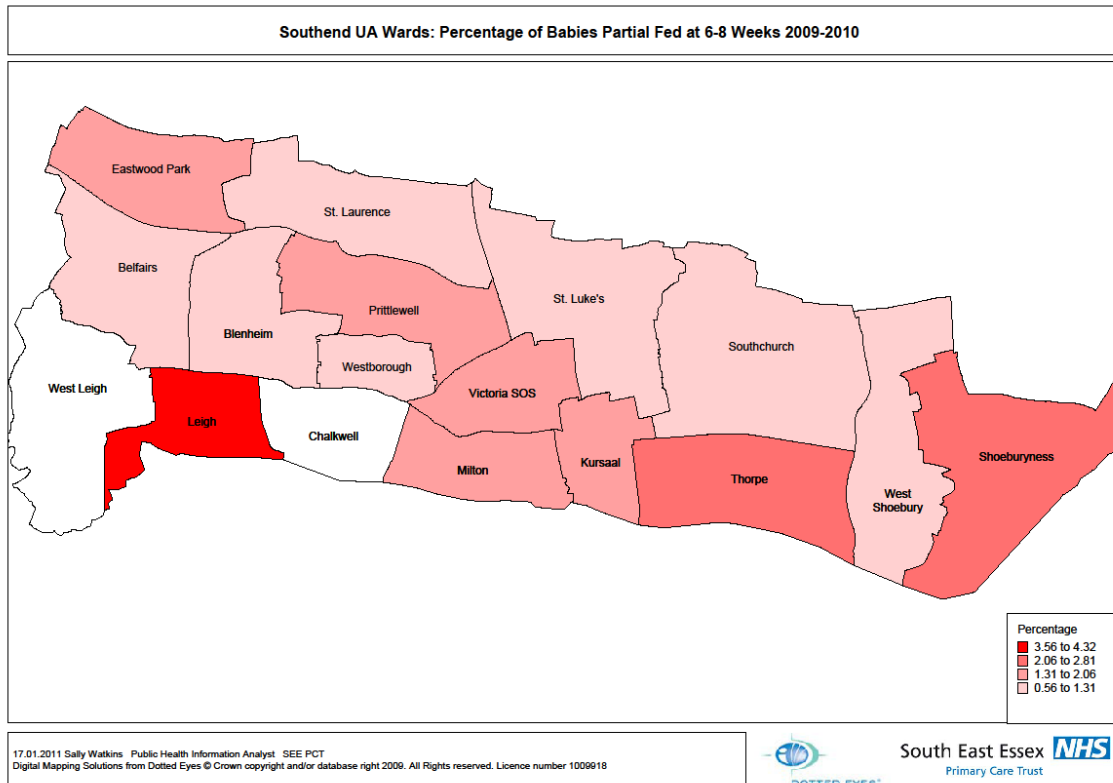 Southend UA Wards: Percentage of Babies Partial Fed at 6-8 Weeks 2009-2010
Eastwood Park
St. Laurence
Belfairs
St. Luke's
Prittlewell
Blenheim
Southchurch
Westborough
West Leigh
Victoria SOS
Leigh
Chalkwell
Shoeburyness
Kursaal
Milton
Thorpe
West
Shoebury
Percentage
3.56 to 4.32
2.06 to 2.81
1.31 to 2.06
0.56 to 1.31
17.01.2011 Sally Watkins Public Health Information Analyst SEE PCT
Digital Mapping Solutions from Dotted Eyes © Crown copyright and/or database right 2009. All Rights reserved. Licence number 1009918
DOTTED EYES
South East Essex NHS
Primary Care Trust